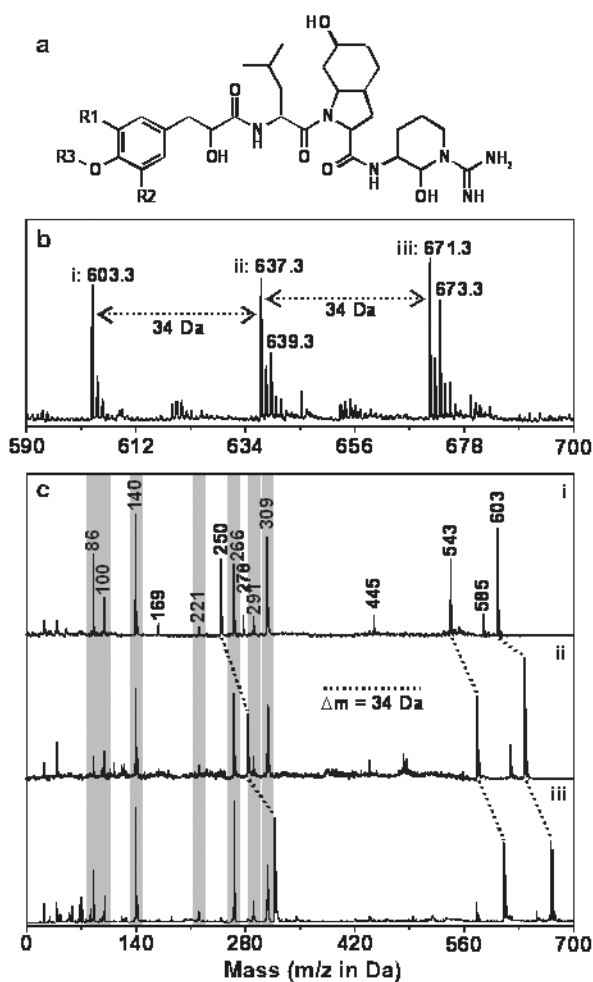 a
HO
R1
R3
O
R2
OH
O
N
H
O
N
O
N
H
OH
N
NH2
NH
b
i: 603.3
ii: 637.3
iii: 671.3
673.3
34 Da
34 Da
639.3
590 612 634 656 678 700
c
i
86
100
140
169
221
250
266
278
291
309
445
543
585
603
ii
Δm = 34 Da
iii
0 140 280 420 560 700
Mass (m/z in Da)